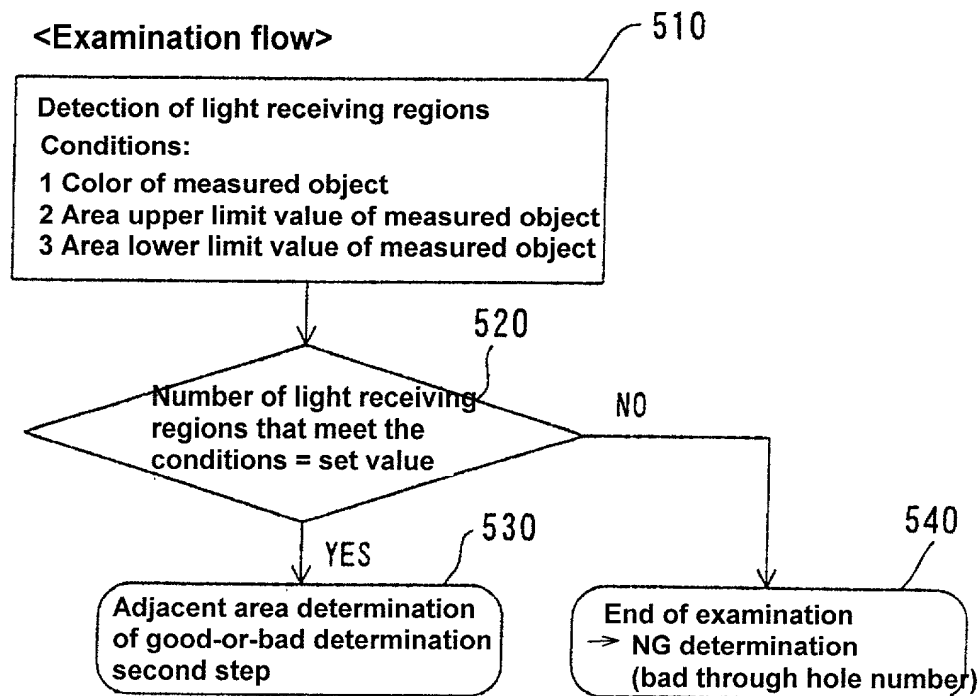 <Examination flow>
510
Detection of light receiving regions
Conditions:
1 Color of measured object
2 Area upper limit value of measured object
3 Area lower limit value of measured object
520
Number of light receiving
regions that meet the
conditions = set value
NO
YES
530
Adjacent area determination
of good-or-bad determination
second step
540
End of examination
→ NG determination
(bad through hole number)